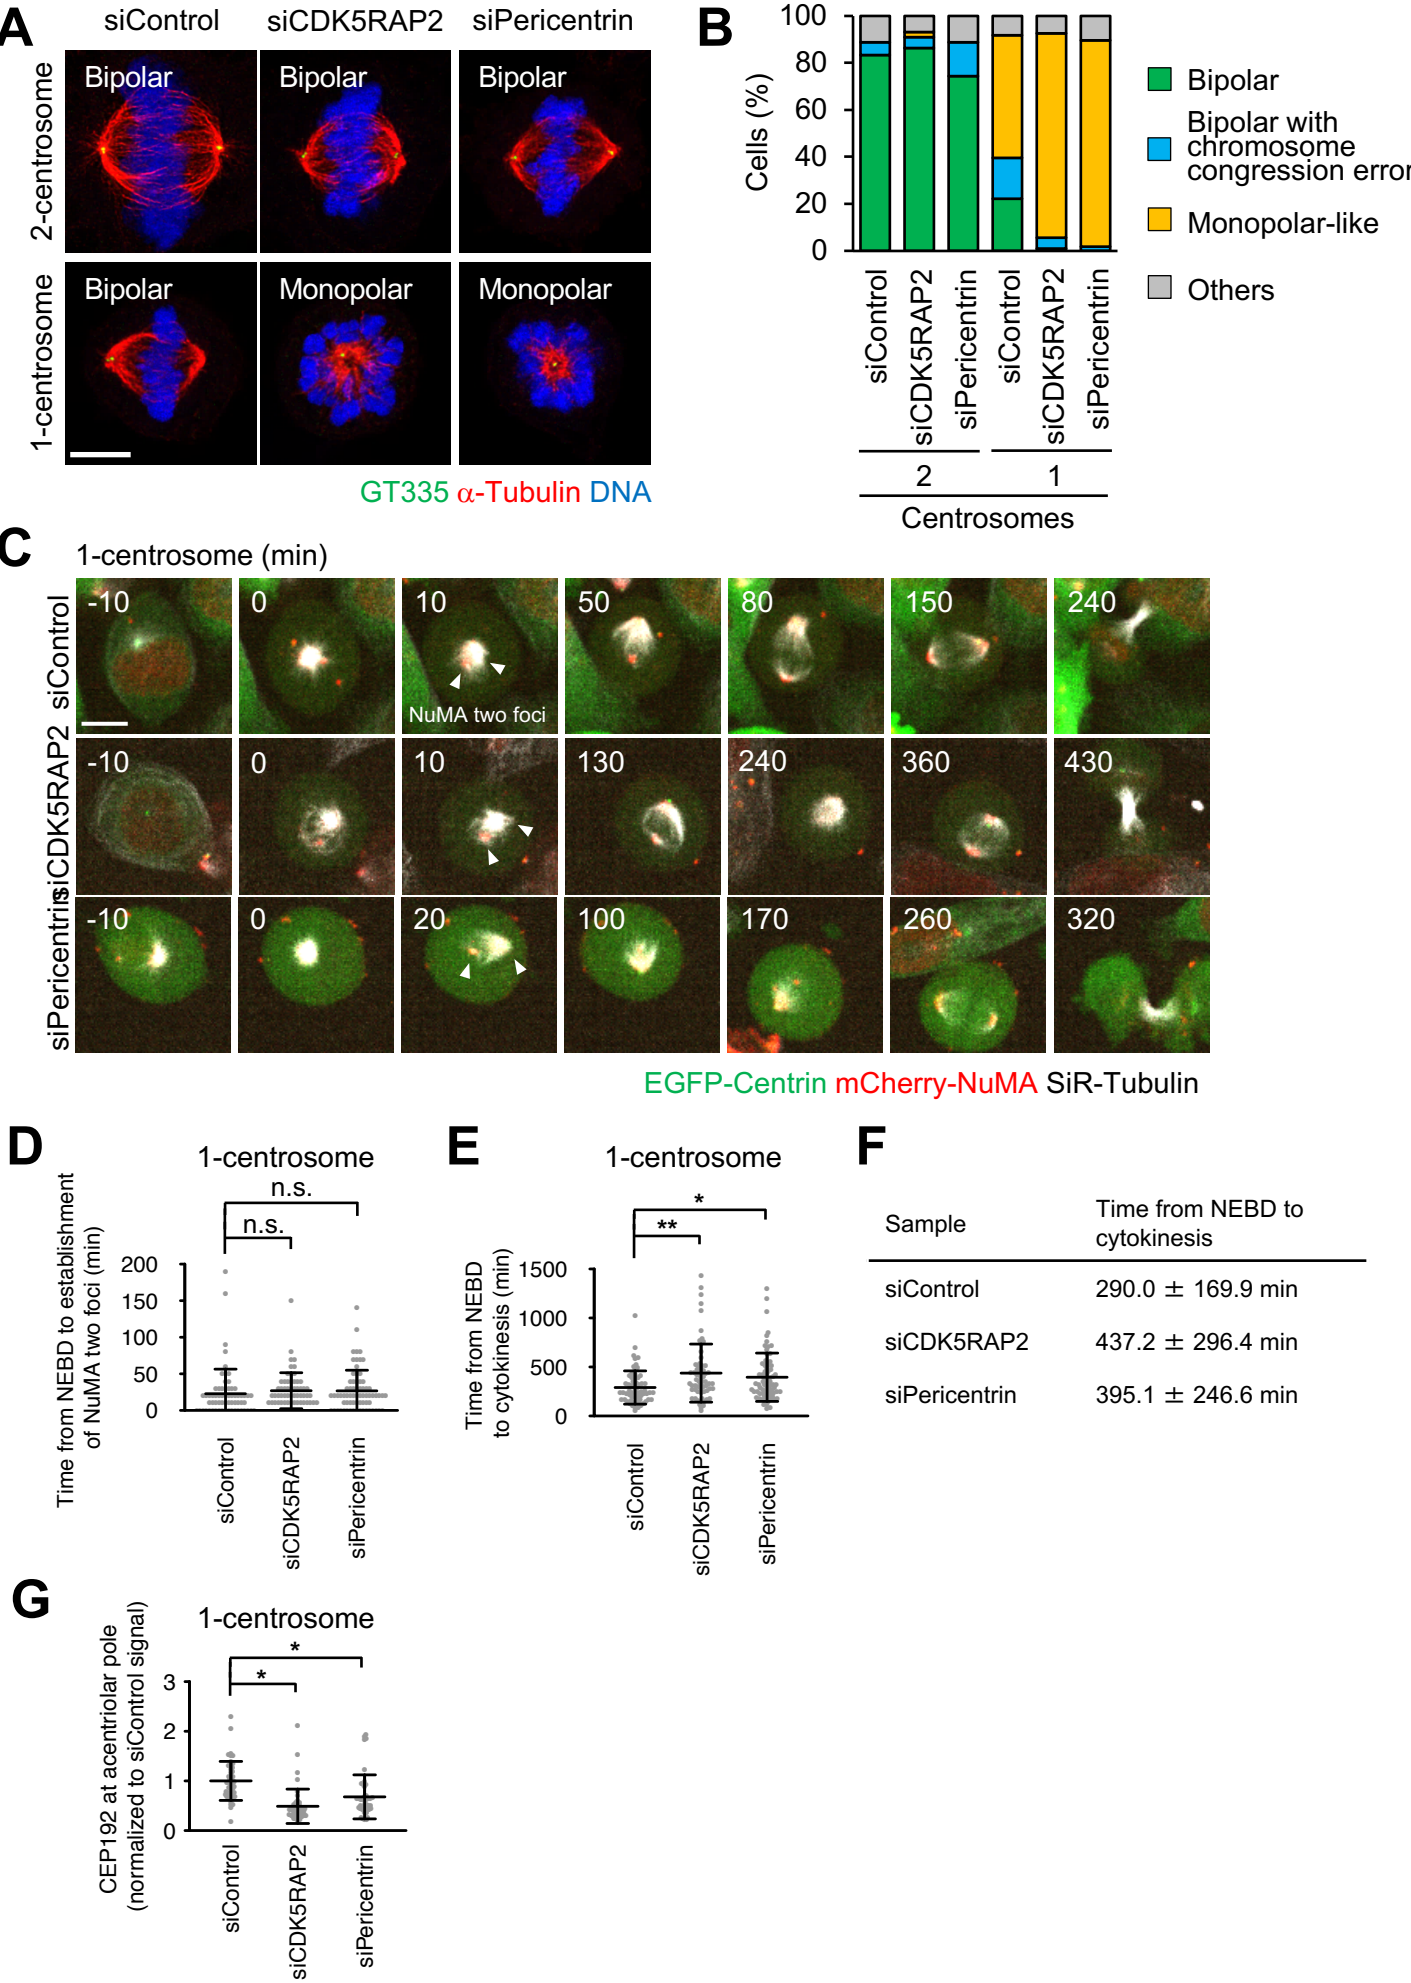 A
siControl
siCDK5RAP2
siPericentrin
2-centrosome
Bipolar
Bipolar
Bipolar
1-centrosome
Bipolar
Monopolar
Monopolar
GT335 α-Tubulin DNA
B
Cells (%)
100
80
60
40
20
0
siControl
siCDK5RAP2
siPericentrin
siControl
siCDK5RAP2
siPericentrin
2
1
Centrosomes
Bipolar
Bipolar with
chromosome
congression error
Monopolar-like
Others
C
1-centrosome (min)
siControl
-10
0
10
50
80
150
240
NuMA two foci
siCDK5RAP2
-10
0
10
130
240
360
430
siPericentrin
-10
0
20
100
170
260
320
EGFP-Centrin mCherry-NuMA SiR-Tubulin
D
1-centrosome
n.s.
n.s.
Time from NEBD to establishment
of NuMA two foci (min)
200
150
100
50
0
siControl
siCDK5RAP2
siPericentrin
E
1-centrosome
*
**
Time from NEBD
to cytokinesis (min)
1500
1000
500
0
siControl
siCDK5RAP2
siPericentrin
F
Sample
Time from NEBD to
cytokinesis
siControl 290.0 ± 169.9 min
siCDK5RAP2 437.2 ± 296.4 min
siPericentrin 395.1 ± 246.6 min
G
1-centrosome
*
*
CEP192 at acentriolar pole
(normalized to siControl signal)
3
2
1
0
siControl
siCDK5RAP2
siPericentrin